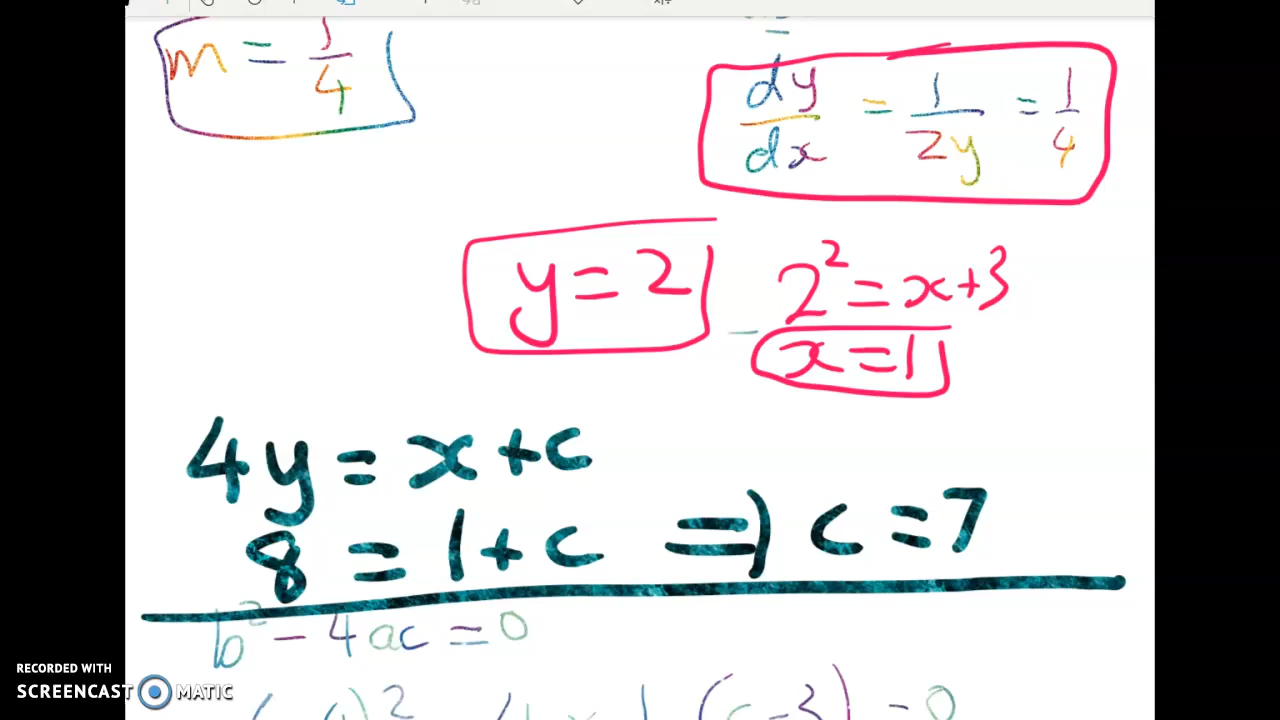 m = 1/4
dy/dx = 1/2y = 1/4
y = 2
2² = x+3
x = 1
4y = x + c
8 = 1 + c => c = 7
b² - 4ac = 0
RECORDED WITH
SCREENCAST MATIC